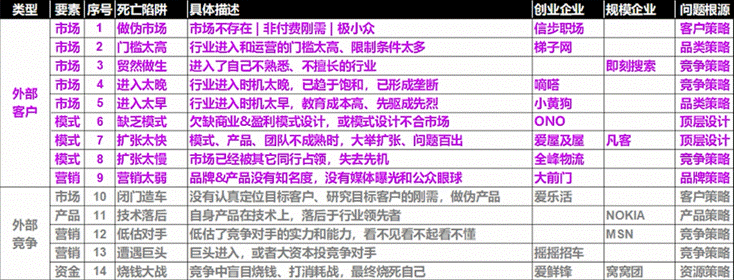 类型 要素 序号 死亡陷阱 具体描述 创业企业 规模企业 问题根源
外部客户
市场 1 做伪市场 市场不存在 | 非付费刚需 | 极小众 信步职场 客户策略
市场 2 门槛太高 行业进入和运营的门槛太高、限制条件太多 梯子网 品类策略
市场 3 贸然做生 进入了自己不熟悉、不擅长的行业 即刻搜索 竞争策略
市场 4 进入太晚 行业进入时机太晚，已趋于饱和，已形成垄断 嘀嗒 竞争策略
市场 5 进入太早 行业进入时机太早，教育成本高、先驱成先烈 小黄狗 品类策略
模式 6 缺乏模式 欠缺商业&盈利模式设计，或模式设计不合市场 ONO 顶层设计
模式 7 扩张太快 模式、产品、团队不成熟时，大举扩张、问题百出 爱屋及屋 凡客 顶层设计
模式 8 扩张太慢 市场已经被其它同行占领，失去先机 全峰物流 竞争策略
营销 9 营销太弱 品牌&产品没有知名度，没有媒体曝光和公众眼球 大前门 品牌策略
外部竞争
市场 10 闭门造车 没有认真定位目标客户、研究目标客户的刚需，做伪产品 爱乐活 客户策略
产品 11 技术落后 自身产品在技术上，落后于行业领先者 NOKIA 产品策略
营销 12 低估对手 低估了竞争对手的实力和能力，看不见看不起看不懂 MSN 竞争策略
营销 13 遭遇巨头 巨头进入，或者大资本投竞争对手 摇摇招车 竞争策略
资金 14 烧钱大战 竞争中盲目烧钱、打消耗战，最终烧死自己 爱鲜蜂 窝窝团 资源策略